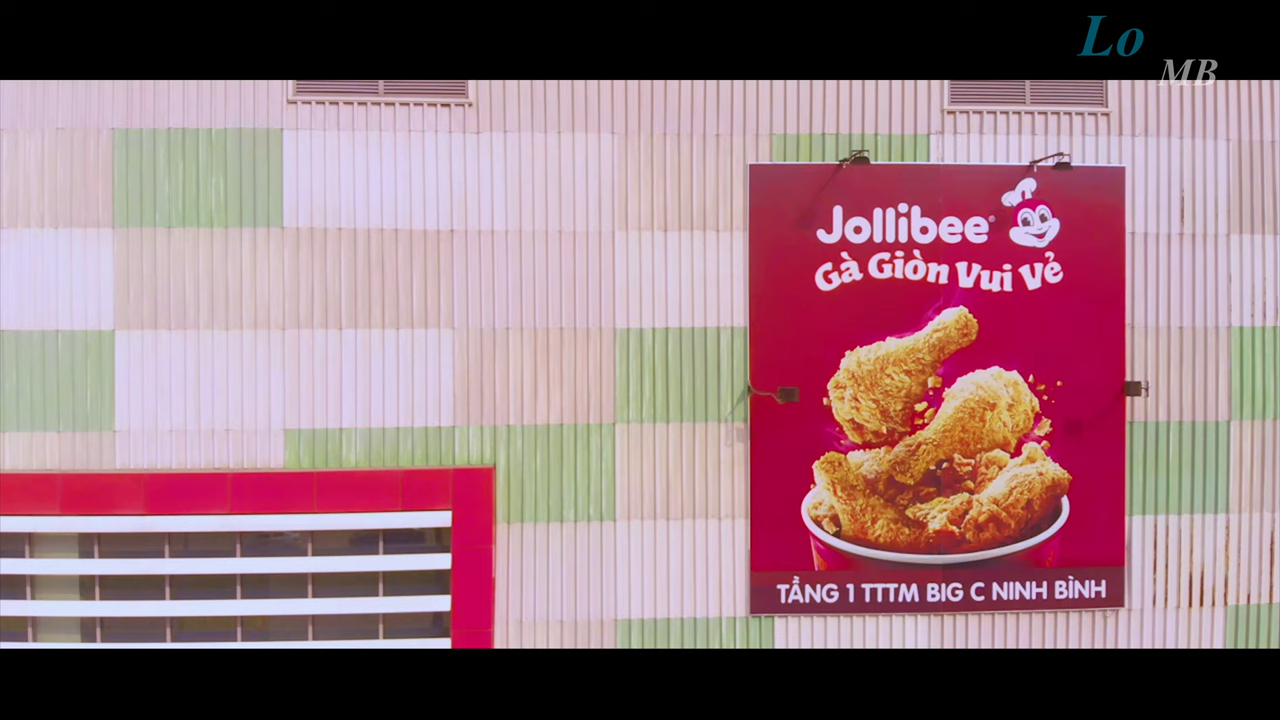 Lo
MB
Jollibee®
Gà Giòn Vui Vẻ
TẦNG 1 TTTM BIG C NINH BÌNH